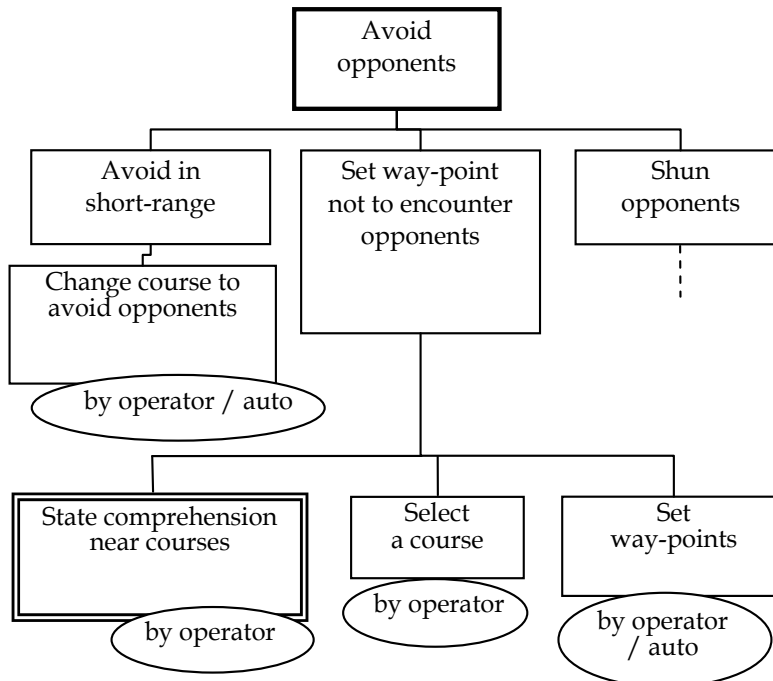 Avoid
opponents
Avoid in
short-range
Set way-point
not to encounter
opponents
Shun
opponents
Change course to
avoid opponents
by operator / auto
State comprehension
near courses
by operator
Select
a course
by operator
Set
way-points
by operator
/ auto